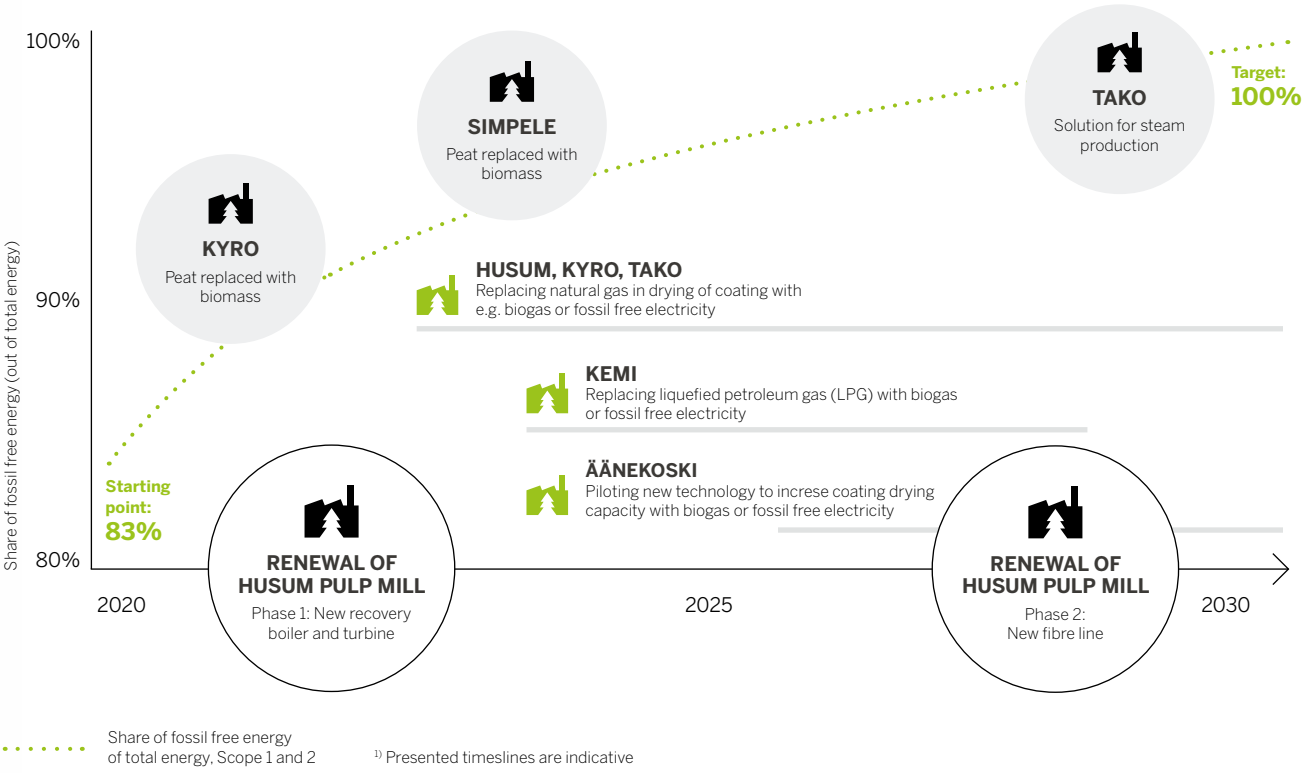 100%
90%
80%
Share of fossil free energy (out of total energy)
Starting
point:
83%
KYRO
Peat replaced with
biomass
SIMPELE
Peat replaced with
biomass
TAKO
Solution for steam
production
Target:
100%
HUSUM, KYRO, TAKO
Replacing natural gas in drying of coating with
e.g. biogas or fossil free electricity
KEMI
Replacing liquefied petroleum gas (LPG) with biogas
or fossil free electricity
ÄÄNEKOSKI
Piloting new technology to increse coating drying
capacity with biogas or fossil free electricity
RENEWAL OF
HUSUM PULP MILL
Phase 1: New recovery
boiler and turbine
RENEWAL OF
HUSUM PULP MILL
Phase 2:
New fibre line
2020
2025
2030
Share of fossil free energy
of total energy, Scope 1 and 2
1) Presented timelines are indicative